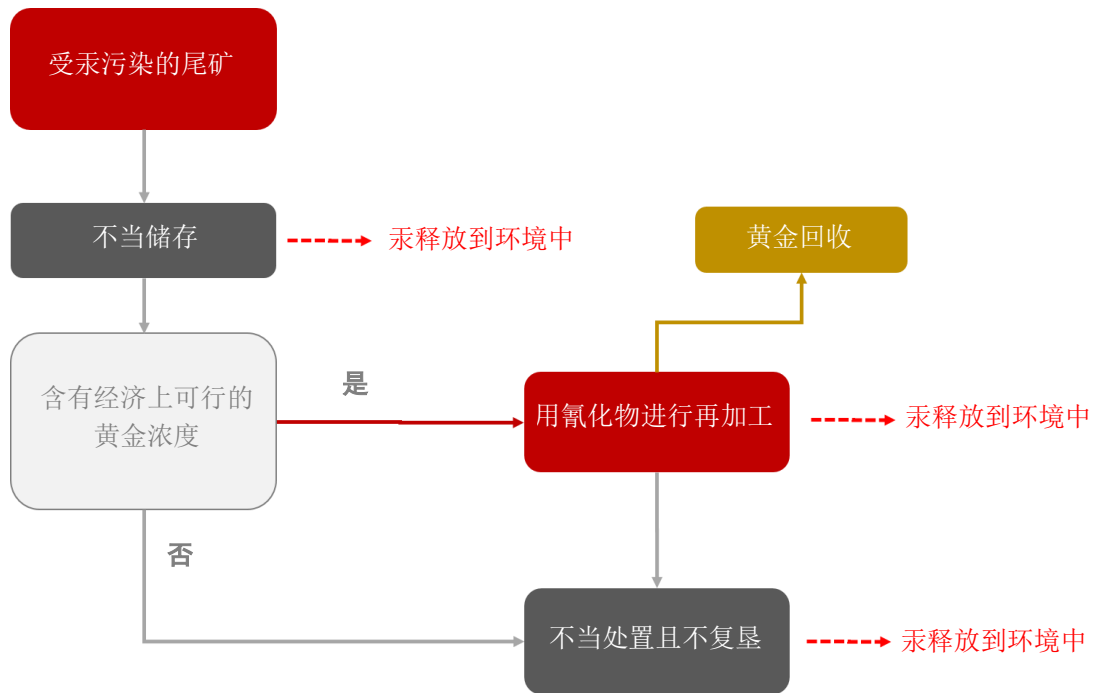 受汞污染的尾矿
不当储存
汞释放到环境中
黄金回收
含有经济上可行的
黄金浓度
是
用氰化物进行再加工
汞释放到环境中
否
不当处置且不复垦
汞释放到环境中